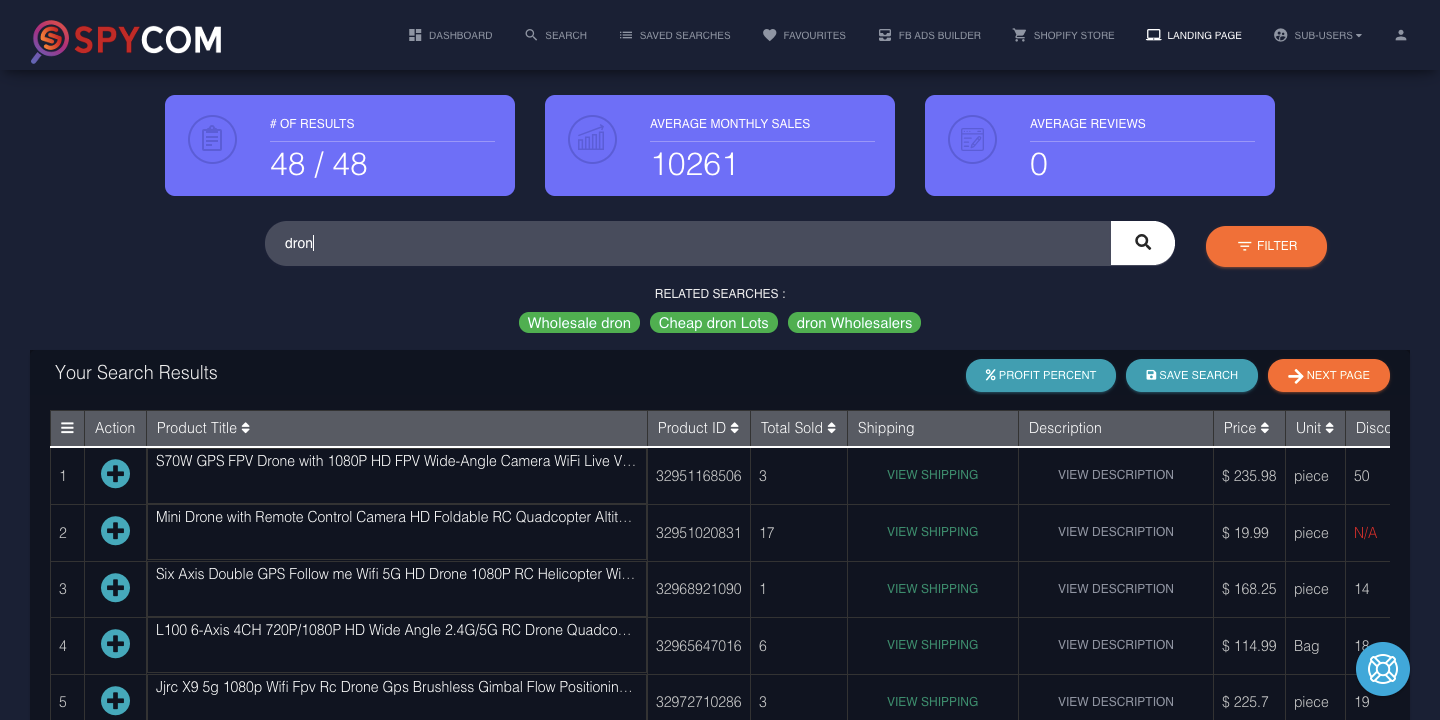 SPYCOM
DASHBOARD SEARCH SAVED SEARCHES FAVOURITES FB ADS BUILDER SHOPIFY STORE LANDING PAGE SUB-USERS
# OF RESULTS
48 / 48
AVERAGE MONTHLY SALES
10261
AVERAGE REVIEWS
0
dron
FILTER
RELATED SEARCHES :
Wholesale dron Cheap dron Lots dron Wholesalers
Your Search Results
PROFIT PERCENT SAVE SEARCH NEXT PAGE
Action Product Title Product ID Total Sold Shipping Description Price Unit Disco
1 S70W GPS FPV Drone with 1080P HD FPV Wide-Angle Camera WiFi Live V... 32951168506 3 VIEW SHIPPING VIEW DESCRIPTION $ 235.98 piece 50
2 Mini Drone with Remote Control Camera HD Foldable RC Quadcopter Altit... 32951020831 17 VIEW SHIPPING VIEW DESCRIPTION $ 19.99 piece N/A
3 Six Axis Double GPS Follow me Wifi 5G HD Drone 1080P RC Helicopter Wi... 32968921090 1 VIEW SHIPPING VIEW DESCRIPTION $ 168.25 piece 14
4 L100 6-Axis 4CH 720P/1080P HD Wide Angle 2.4G/5G RC Drone Quadco... 32965647016 6 VIEW SHIPPING VIEW DESCRIPTION $ 114.99 Bag 18
5 Jjrc X9 5g 1080p Wifi Fpv Rc Drone Gps Brushless Gimbal Flow Positionin... 32972710286 3 VIEW SHIPPING VIEW DESCRIPTION $ 225.7 piece 19